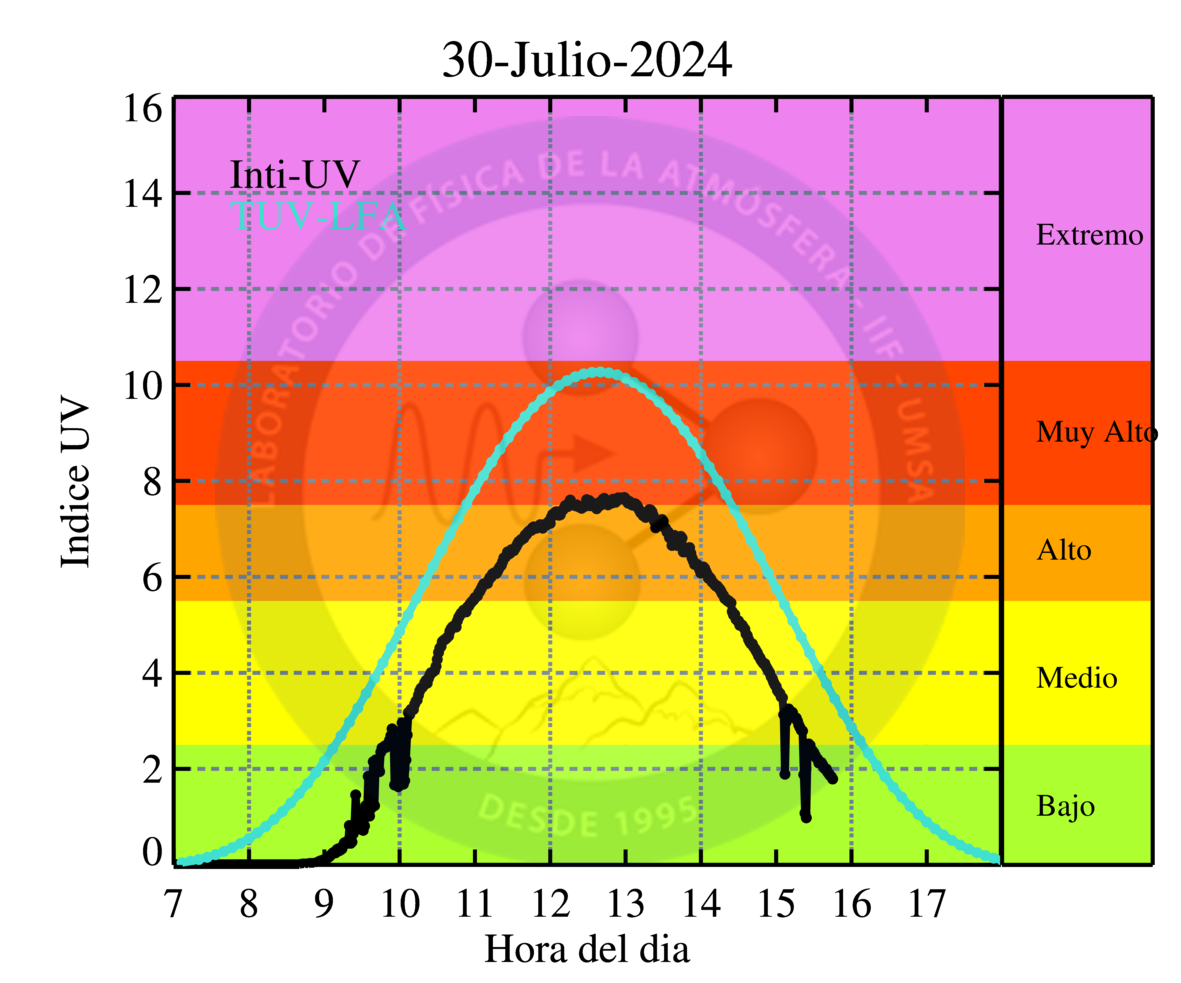 30-Julio-2024
16
14
12
10
8
6
4
2
0
Indice UV
Inti-UV
TUV-LFA
LABORATORIO DE FÍSICA DE LA ATMÓSFERA - IIF - UMSA
DESDE 1995
Extremo
Muy Alto
Alto
Medio
Bajo
7 8 9 10 11 12 13 14 15 16 17
Hora del dia